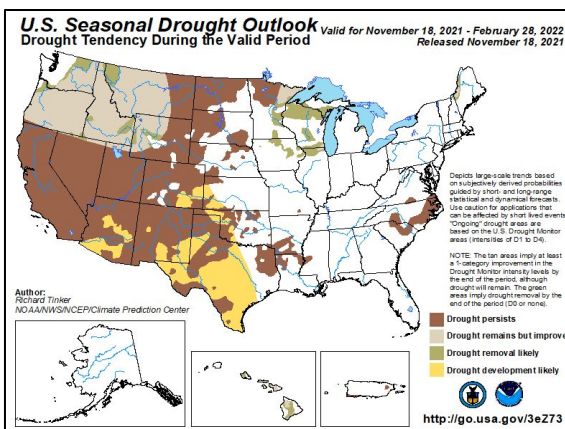 U.S. Seasonal Drought Outlook
Drought Tendency During the Valid Period
Valid for November 18, 2021 - February 28, 2022
Released November 18, 2021
Depicts large-scale trends based
on subjectively derived probabilities
guided by short- and long-range
statistical and dynamical forecasts.
Use caution for applications that
can be affected by short lived events.
"Ongoing" drought areas are
based on the U.S. Drought Monitor
areas (intensities of D1 to D4).
NOTE: The tan areas imply at least
a 1-category improvement in the
Drought Monitor intensity levels by
the end of the period, although
drought will remain. The green
areas imply drought removal by the
end of the period (D0 or none).
Author:
Richard Tinker
NOAA/NWS/NCEP/Climate Prediction Center
Drought persists
Drought remains but improve
Drought removal likely
Drought development likely
http://go.usa.gov/3eZ73